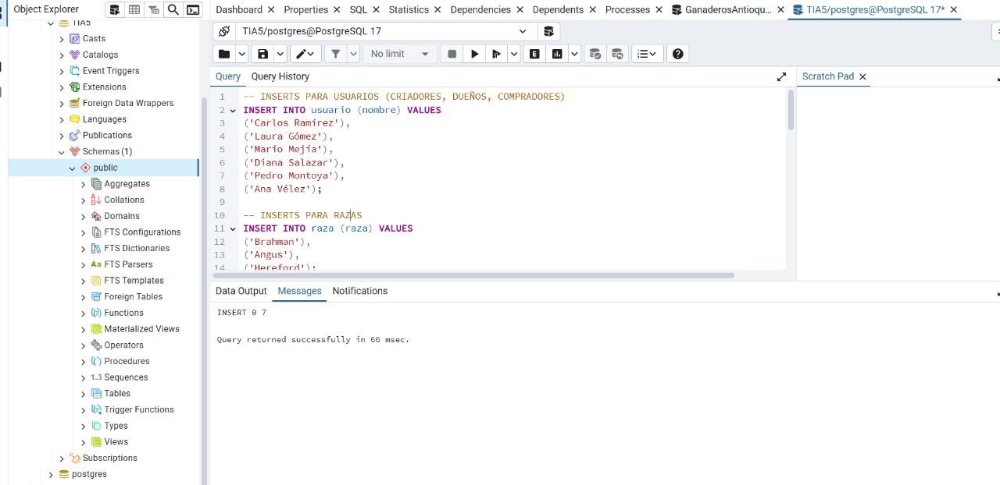 Object Explorer
Dashboard
Properties
SQL
Statistics
Dependencies
Dependents
Processes
GanaderosAntioqu...
TIA5/postgres@PostgreSQL 17*
TIA5/postgres@PostgreSQL 17
No limit
E
Query
Query History
Scratch Pad
TIA5
Casts
Catalogs
Event Triggers
Extensions
Foreign Data Wrappers
Languages
Publications
Schemas (1)
public
Aggregates
Collations
Domains
FTS Configurations
FTS Dictionaries
Aa FTS Parsers
FTS Templates
Foreign Tables
Functions
Materialized Views
Operators
Procedures
1..3 Sequences
Tables
Trigger Functions
Types
Views
Subscriptions
postgres
1 -- INSERTS PARA USUARIOS (CRIADORES, DUEÑOS, COMPRADORES)
2 INSERT INTO usuario (nombre) VALUES
3 ('Carlos Ramírez'),
4 ('Laura Gómez'),
5 ('Mario Mejía'),
6 ('Diana Salazar'),
7 ('Pedro Montoya'),
8 ('Ana Vélez');
9
10 -- INSERTS PARA RAZAS
11 INSERT INTO raza (raza) VALUES
12 ('Brahman'),
13 ('Angus'),
14 ('Hereford');
Data Output
Messages
Notifications
INSERT 0 7
Query returned successfully in 66 msec.